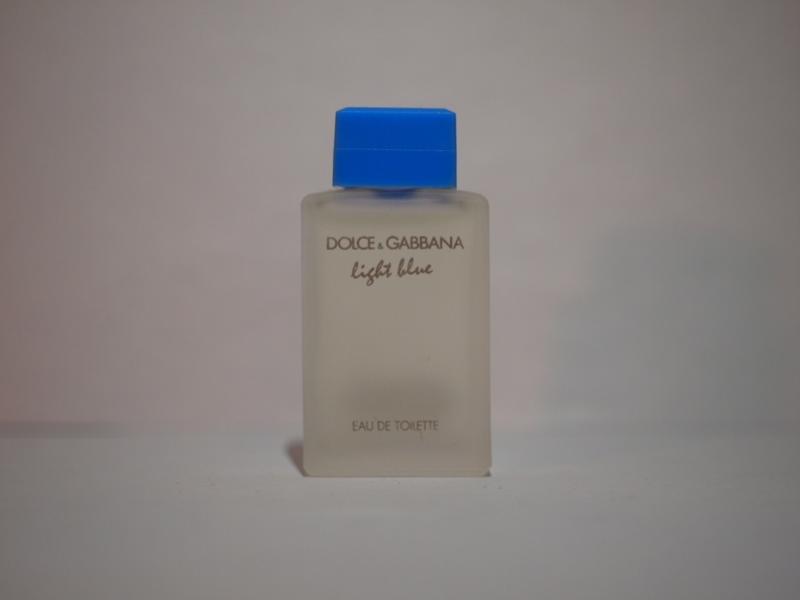 DOLCE & GABBANA
light blue
EAU DE TOILETTE